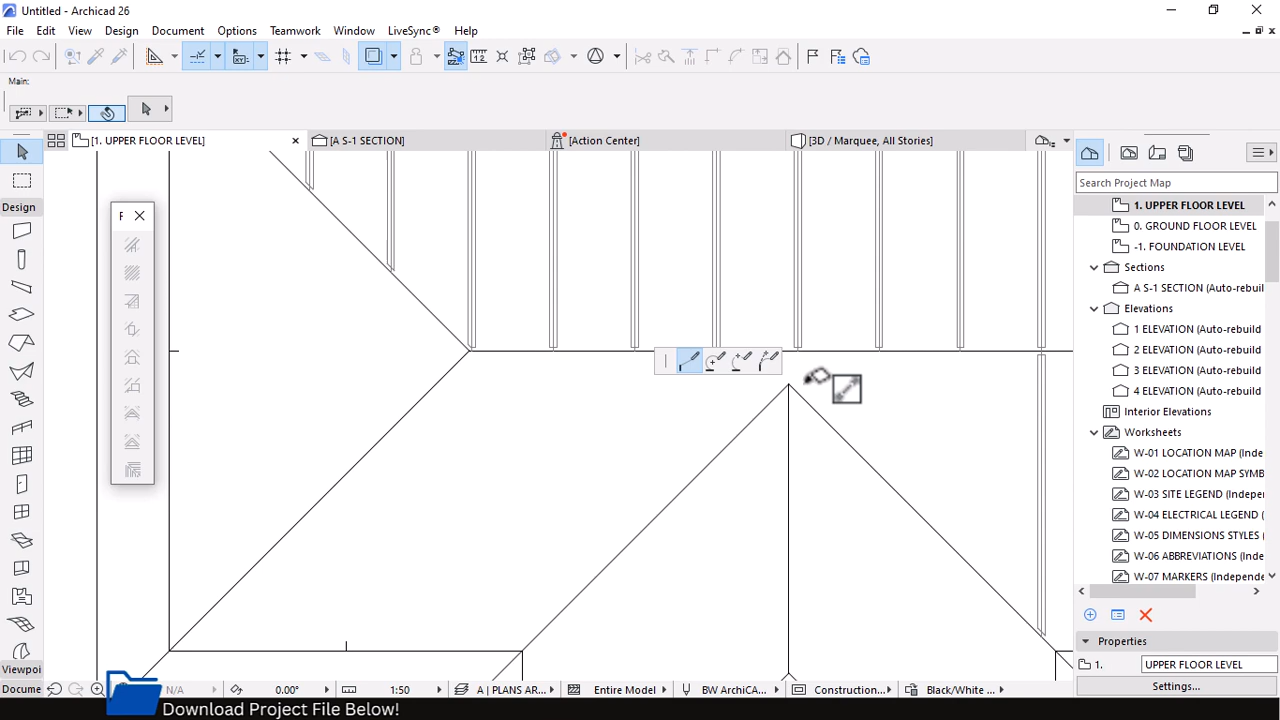 Untitled - Archicad 26
File Edit View Design Document Options Teamwork Window LiveSync® Help
Main:
[1. UPPER FLOOR LEVEL]
[A S-1 SECTION]
[Action Center]
[3D / Marquee, All Stories]
Search Project Map
Design
1. UPPER FLOOR LEVEL
0. GROUND FLOOR LEVEL
-1. FOUNDATION LEVEL
Sections
A S-1 SECTION (Auto-rebuil
Elevations
1 ELEVATION (Auto-rebuild
2 ELEVATION (Auto-rebuild
3 ELEVATION (Auto-rebuild
4 ELEVATION (Auto-rebuild
Interior Elevations
Worksheets
W-01 LOCATION MAP (Inde
W-02 LOCATION MAP SYMB
W-03 SITE LEGEND (Indepen
W-04 ELECTRICAL LEGEND (
W-05 DIMENSIONS STYLES (
W-06 ABBREVIATIONS (Inde
W-07 MARKERS (Independe
Properties
1. UPPER FLOOR LEVEL
Settings...
Viewpoi
Docume
N/A
0.00°
1:50
A | PLANS AR...
Entire Model
BW ArchiCA...
Construction...
Black/White ...
Download Project File Below!